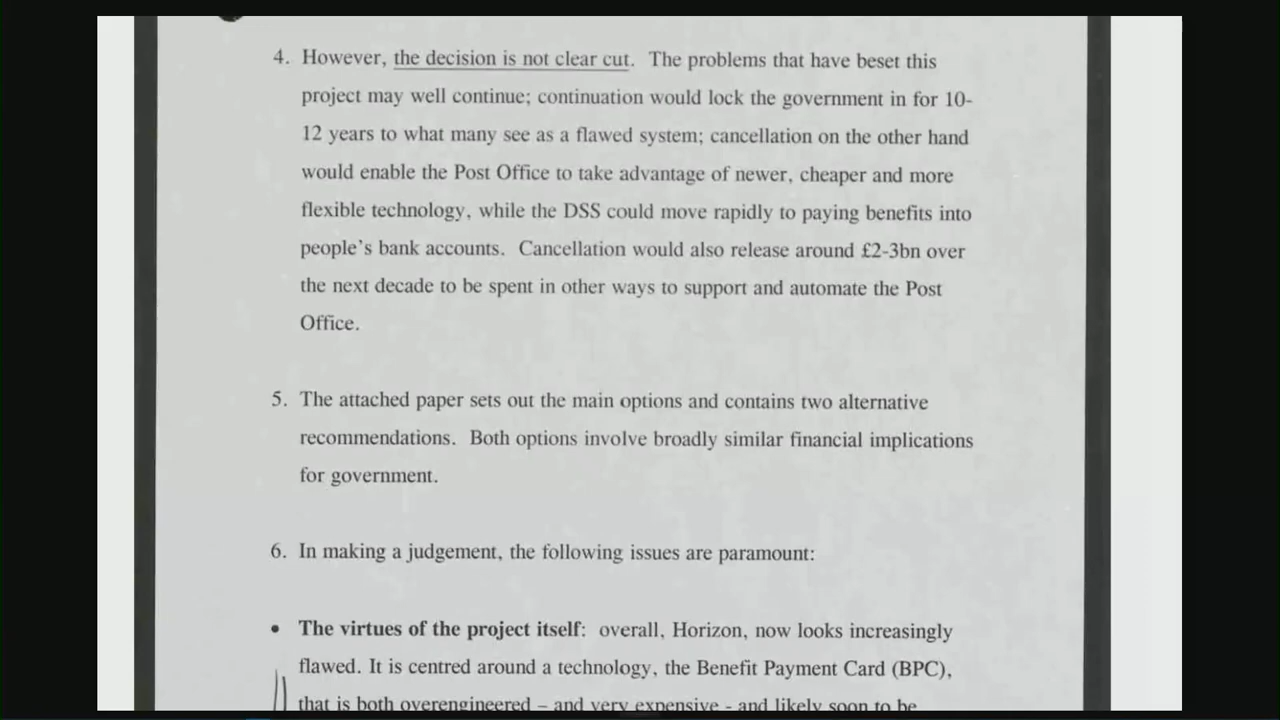 4. However, the decision is not clear cut. The problems that have beset this
project may well continue; continuation would lock the government in for 10-
12 years to what many see as a flawed system; cancellation on the other hand
would enable the Post Office to take advantage of newer, cheaper and more
flexible technology, while the DSS could move rapidly to paying benefits into
people's bank accounts. Cancellation would also release around £2-3bn over
the next decade to be spent in other ways to support and automate the Post
Office.
5. The attached paper sets out the main options and contains two alternative
recommendations. Both options involve broadly similar financial implications
for government.
6. In making a judgement, the following issues are paramount:
• The virtues of the project itself: overall, Horizon, now looks increasingly
flawed. It is centred around a technology, the Benefit Payment Card (BPC),
that is both overengineered – and very expensive - and likely soon to be